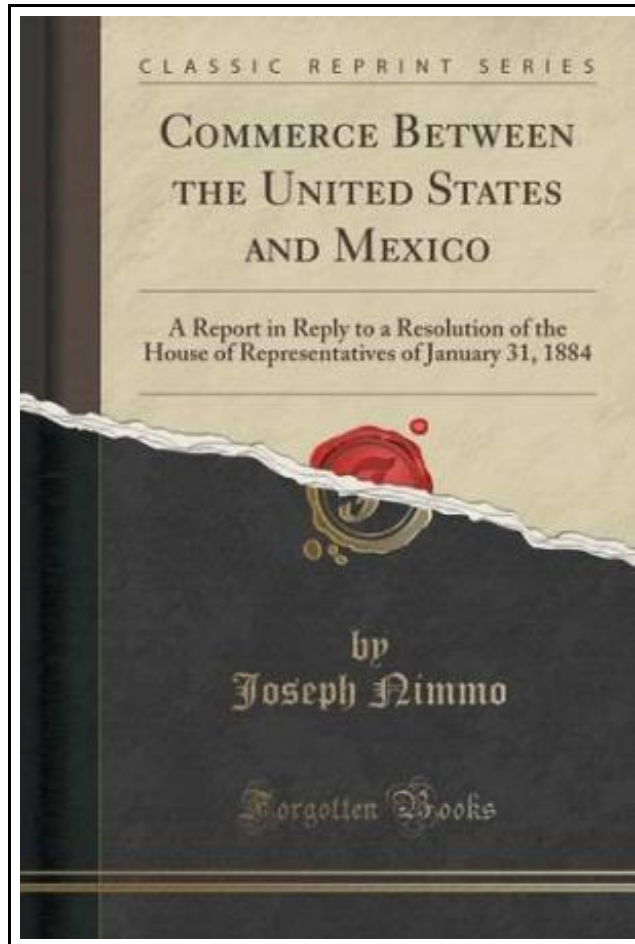 CLASSIC REPRINT SERIES
COMMERCE BETWEEN
THE UNITED STATES
AND MEXICO
A Report in Reply to a Resolution of the
House of Representatives of January 31, 1884
by
Joseph Nimmo
Forgotten Books